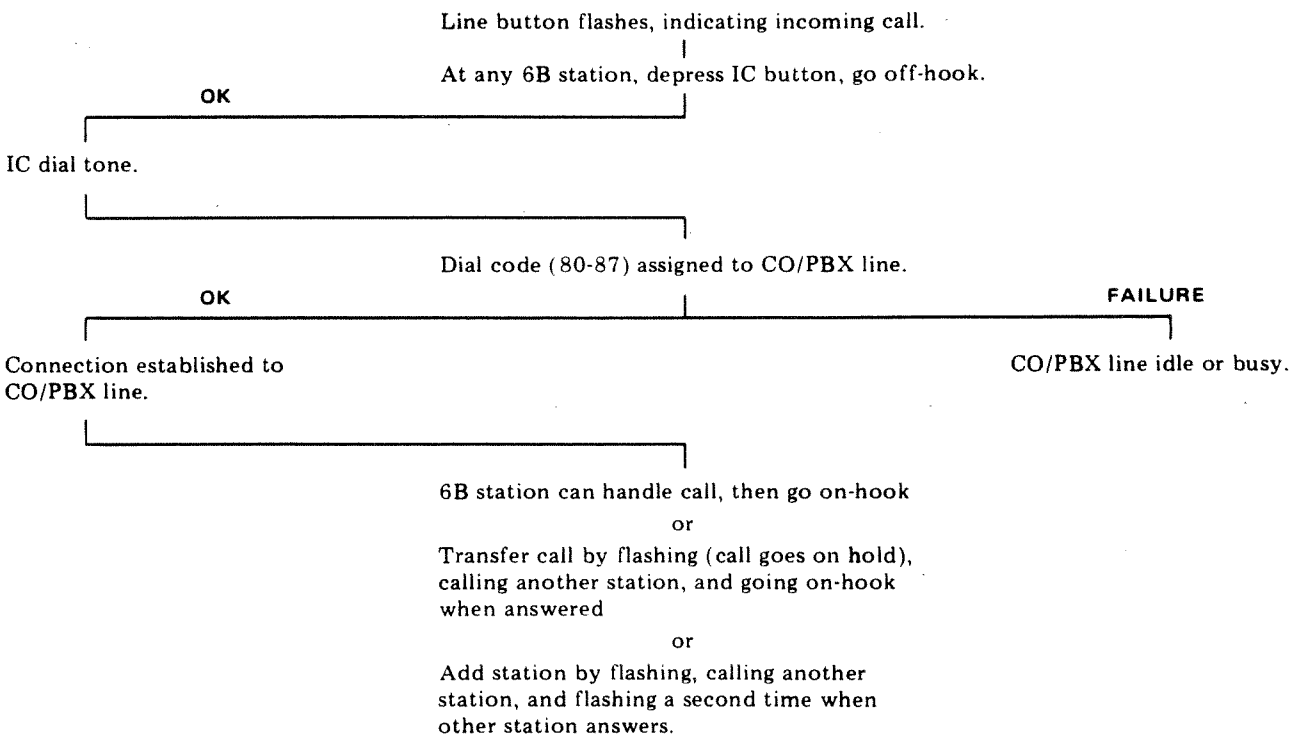 Line button flashes, indicating incoming call.
At any 6B station, depress IC button, go off-hook.
OK
IC dial tone.
Dial code (80-87) assigned to CO/PBX line.
OK
FAILURE
Connection established to
CO/PBX line.
CO/PBX line idle or busy.
6B station can handle call, then go on-hook
or
Transfer call by flashing (call goes on hold),
calling another station, and going on-hook
when answered
or
Add station by flashing, calling another
station, and flashing a second time when
other station answers.